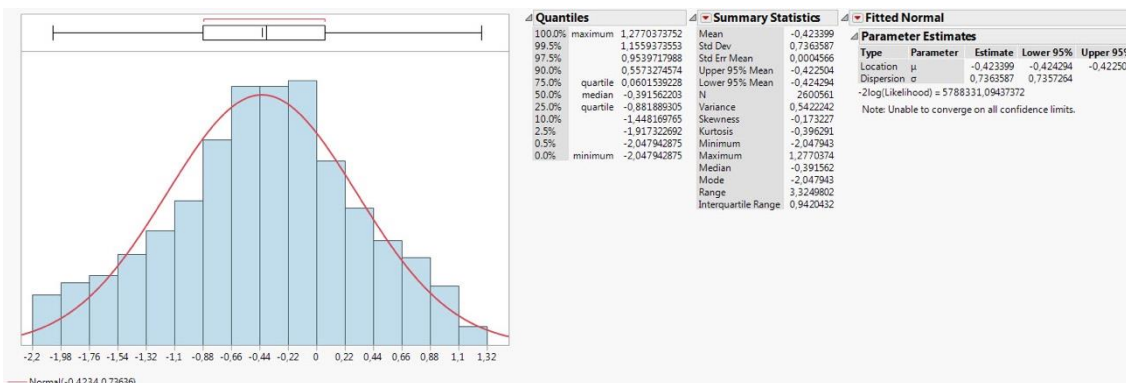 Quantiles
100.0% maximum 1,2770373752
99.5% 1,1559373553
97.5% 0,9539717988
90.0% 0,5573274574
75.0% quartile 0,0601539228
50.0% median -0,391562203
25.0% quartile -0,881889305
10.0% -1,448169765
2.5% -1,917322692
0.5% -2,047942875
0.0% minimum -2,047942875
Summary Statistics
Mean -0,423399
Std Dev 0,7363587
Std Err Mean 0,0004566
Upper 95% Mean -0,422504
Lower 95% Mean -0,424294
N 2600561
Variance 0,5422242
Skewness -0,173227
Kurtosis -0,396291
Minimum -2,047943
Maximum 1,2770374
Median -0,391562
Mode -2,047943
Range 3,3249802
Interquartile Range 0,9420432
Fitted Normal
Parameter Estimates
Type Parameter Estimate Lower 95% Upper 95%
Location μ -0,423399 -0,424294 -0,42250
Dispersion σ 0,7363587 0,7357264
-2log(Likelihood) = 5788331,09437372
Note: Unable to converge on all confidence limits.
-2,2 -1,98 -1,76 -1,54 -1,32 -1,1 -0,88 -0,66 -0,44 -0,22 0 0,22 0,44 0,66 0,88 1,1 1,32
Normal(-0,4234,0,73636)